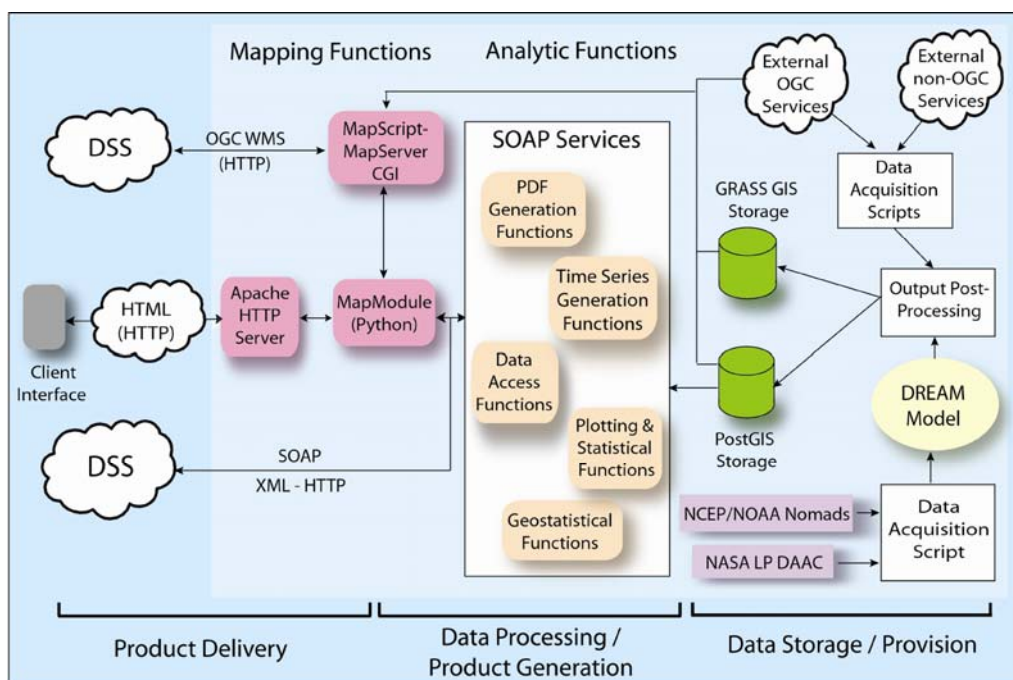 Mapping Functions
Analytic Functions
External
OGC
Services
External
non-OGC
Services
DSS
OGC WMS
(HTTP)
MapScript-
MapServer
CGI
SOAP Services
PDF
Generation
Functions
Time Series
Generation
Functions
Data
Access
Functions
Plotting &
Statistical
Functions
Geostatistical
Functions
GRASS GIS
Storage
Data
Acquisition
Scripts
Output Post-
Processing
Client
Interface
HTML
(HTTP)
Apache
HTTP
Server
MapModule
(Python)
DREAM
Model
PostGIS
Storage
DSS
SOAP
XML - HTTP
NCEP/NOAA Nomads
NASA LP DAAC
Data
Acquisition
Script
Product Delivery
Data Processing /
Product Generation
Data Storage / Provision